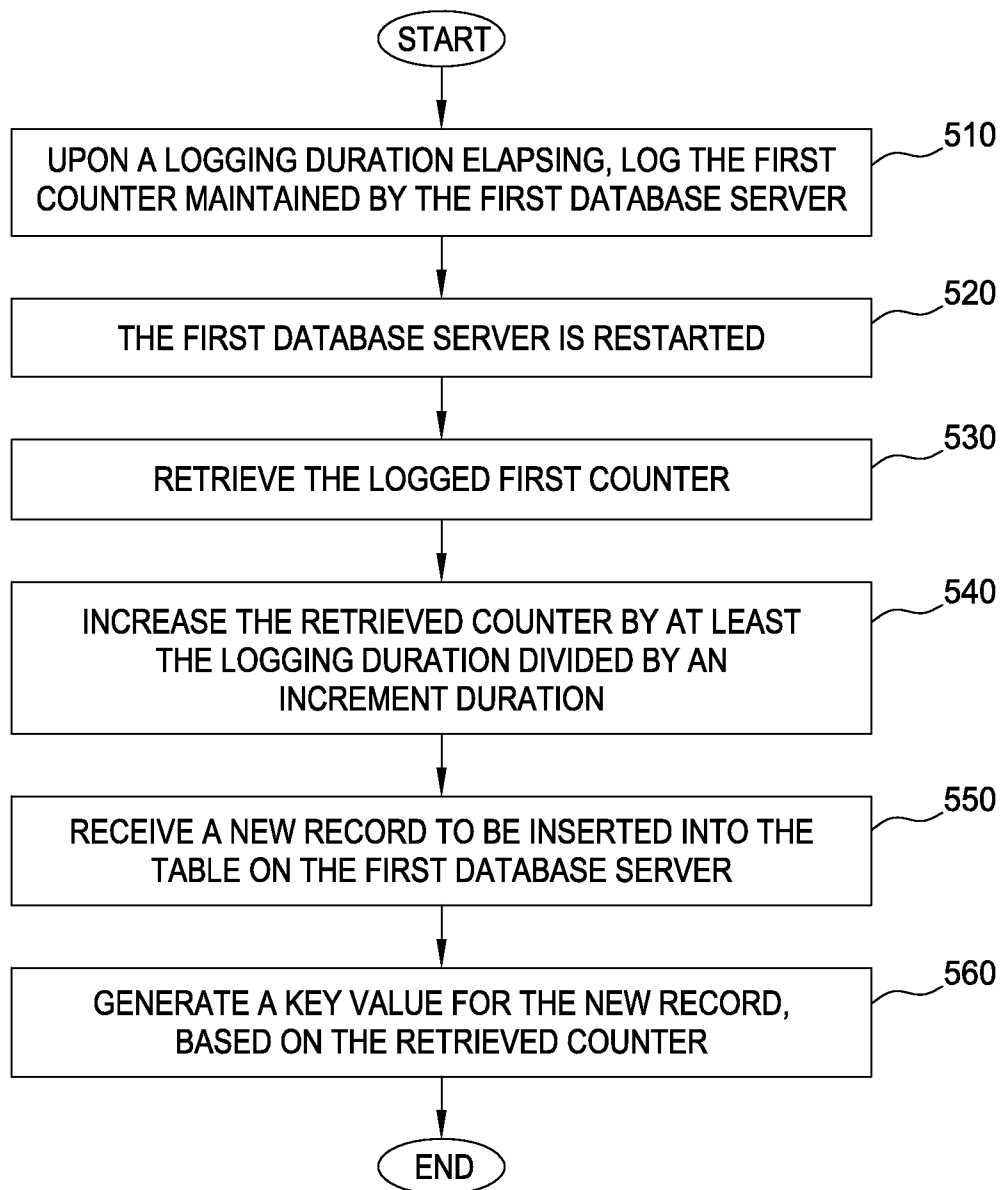 START
510
UPON A LOGGING DURATION ELAPSING, LOG THE FIRST
COUNTER MAINTAINED BY THE FIRST DATABASE SERVER
520
THE FIRST DATABASE SERVER IS RESTARTED
530
RETRIEVE THE LOGGED FIRST COUNTER
540
INCREASE THE RETRIEVED COUNTER BY AT LEAST
THE LOGGING DURATION DIVIDED BY AN
INCREMENT DURATION
550
RECEIVE A NEW RECORD TO BE INSERTED INTO THE
TABLE ON THE FIRST DATABASE SERVER
560
GENERATE A KEY VALUE FOR THE NEW RECORD,
BASED ON THE RETRIEVED COUNTER
END